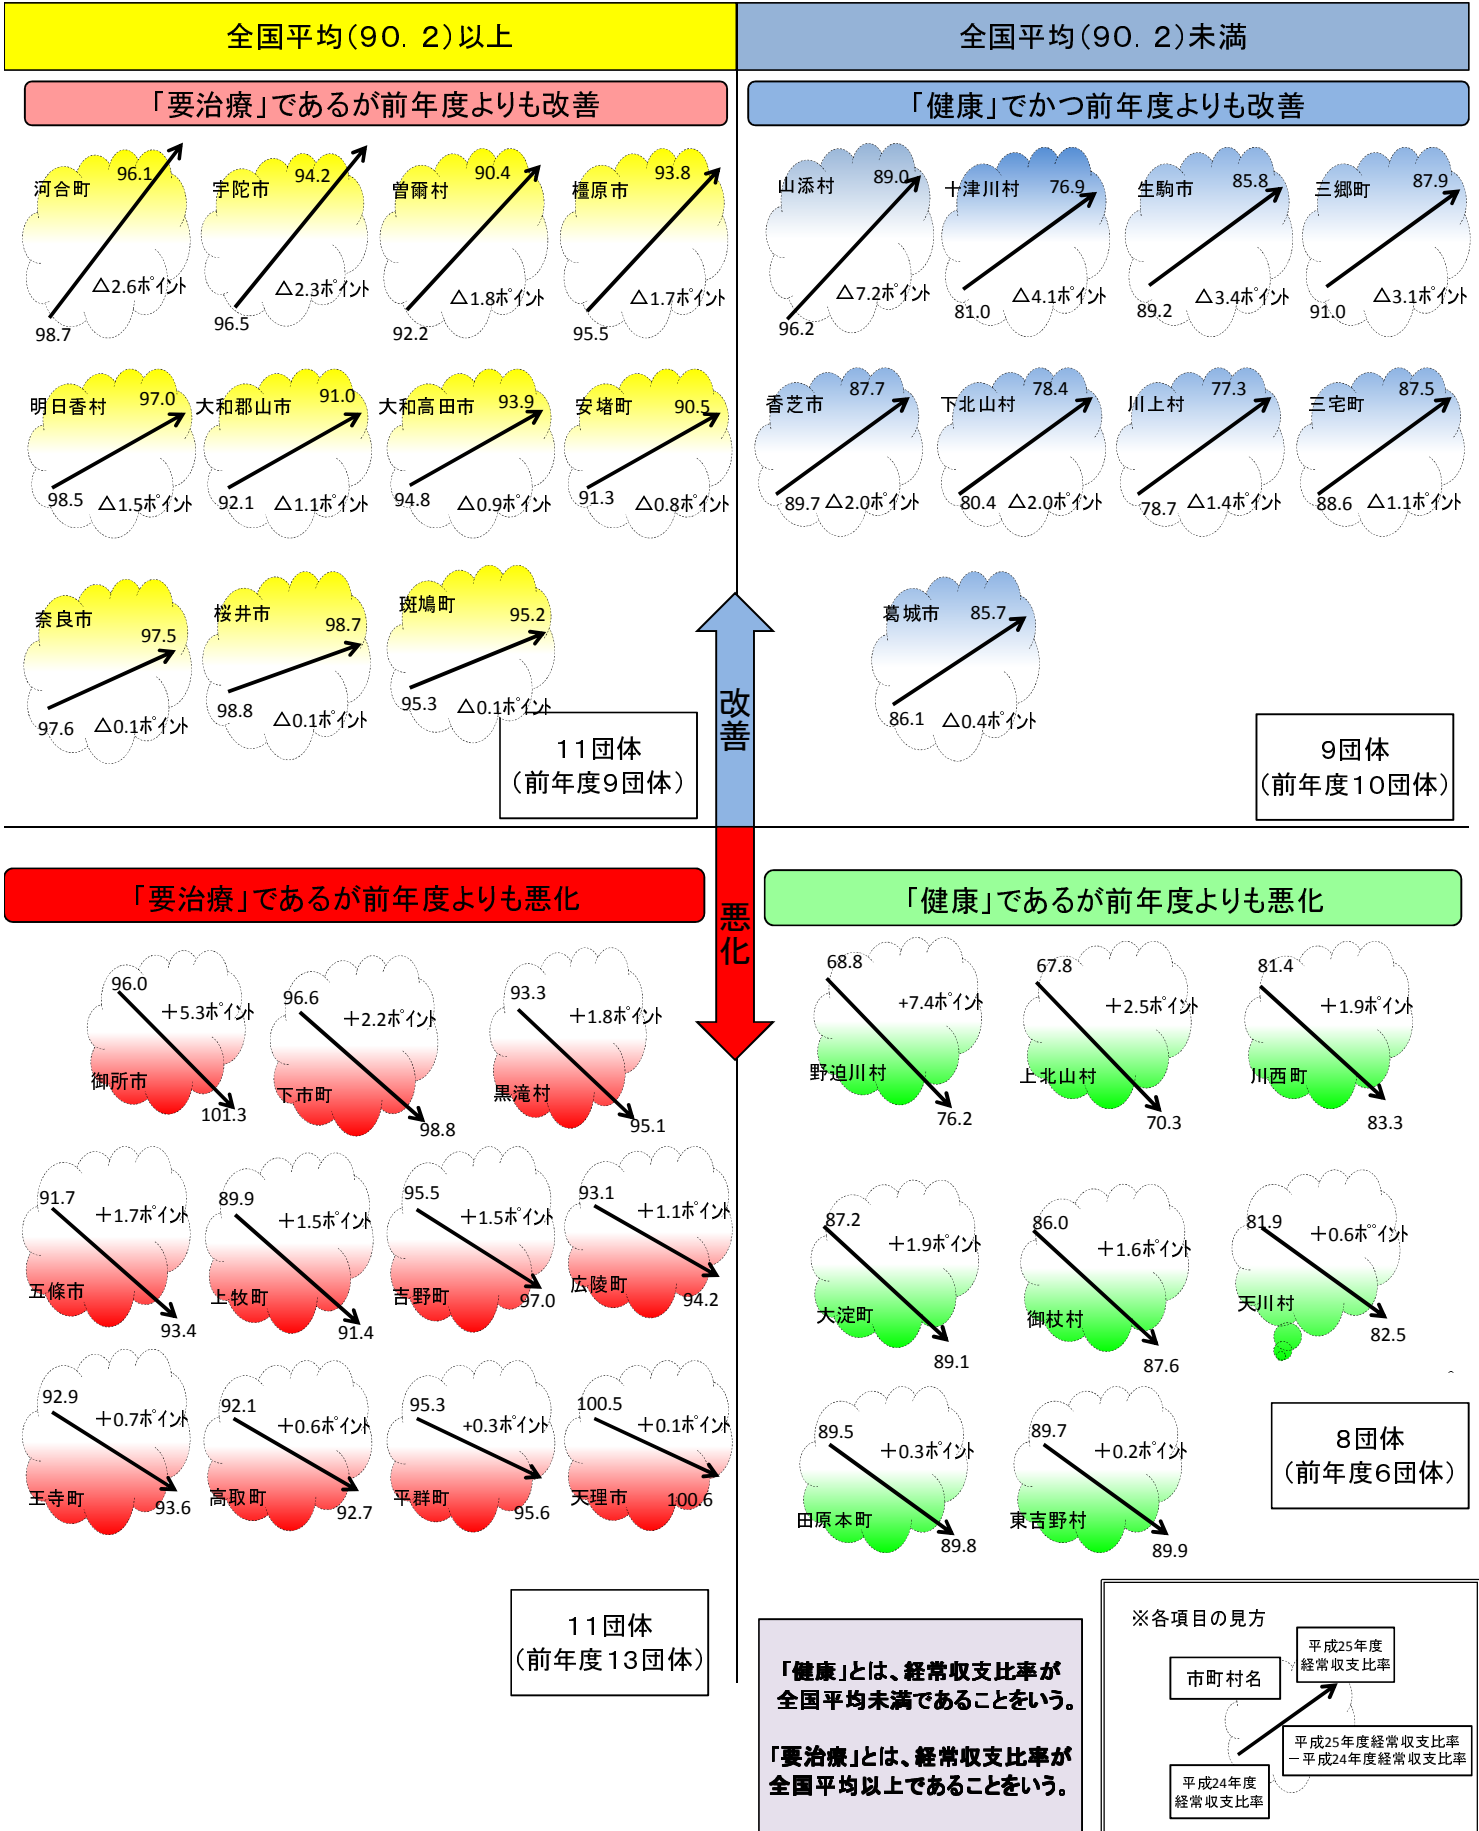 全国平均(90．2)以上
全国平均(90．2)未満
「要治療」であるが前年度よりも改善
「健康」でかつ前年度よりも改善
河合町
96.1
98.7
△2.6ポイント
宇陀市
94.2
96.5
△2.3ポイント
曽爾村
90.4
92.2
△1.8ポイント
橿原市
93.8
95.5
△1.7ポイント
山添村
89.0
96.2
△7.2ポイント
十津川村
76.9
81.0
△4.1ポイント
生駒市
85.8
89.2
△3.4ポイント
三郷町
87.9
91.0
△3.1ポイント
明日香村
97.0
98.5
△1.5ポイント
大和郡山市
91.0
92.1
△1.1ポイント
大和高田市
93.9
94.8
△0.9ポイント
安堵町
90.5
91.3
△0.8ポイント
香芝市
87.7
89.7
△2.0ポイント
下北山村
78.4
80.4
△2.0ポイント
川上村
77.3
78.7
△1.4ポイント
三宅町
87.5
88.6
△1.1ポイント
奈良市
97.5
97.6
△0.1ポイント
桜井市
98.7
98.8
△0.1ポイント
斑鳩町
95.2
95.3
△0.1ポイント
葛城市
85.7
86.1
△0.4ポイント
11団体
(前年度9団体)
改善
9団体
(前年度10団体)
悪化
「要治療」であるが前年度よりも悪化
「健康」であるが前年度よりも悪化
96.0
+5.3ポイント
御所市
101.3
96.6
+2.2ポイント
下市町
98.8
93.3
+1.8ポイント
黒滝村
95.1
68.8
+7.4ポイント
野迫川村
76.2
67.8
+2.5ポイント
上北山村
70.3
81.4
+1.9ポイント
川西町
83.3
91.7
+1.7ポイント
五條市
93.4
89.9
+1.5ポイント
上牧町
91.4
95.5
+1.5ポイント
吉野町
97.0
93.1
+1.1ポイント
広陵町
94.2
87.2
+1.9ポイント
大淀町
89.1
86.0
+1.6ポイント
御杖村
87.6
81.9
+0.6ポイント
天川村
82.5
92.9
+0.7ポイント
王寺町
93.6
92.1
+0.6ポイント
高取町
92.7
95.3
+0.3ポイント
平群町
95.6
100.5
+0.1ポイント
天理市
100.6
89.5
+0.3ポイント
田原本町
89.8
89.7
+0.2ポイント
東吉野村
89.9
8団体
(前年度6団体)
11団体
(前年度13団体)
「健康」とは、経常収支比率が
全国平均未満であることをいう。
「要治療」とは、経常収支比率が
全国平均以上であることをいう。
※各項目の見方
平成25年度
経常収支比率
市町村名
平成25年度経常収支比率
－平成24年度経常収支比率
平成24年度
経常収支比率